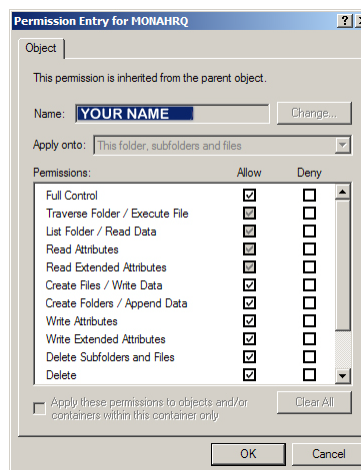 Permission Entry for MONAHRQ
Object
This permission is inherited from the parent object.
Name: YOUR NAME Change...
Apply onto: This folder, subfolders and files
Permissions: Allow Deny
Full Control
Traverse Folder / Execute File
List Folder / Read Data
Read Attributes
Read Extended Attributes
Create Files / Write Data
Create Folders / Append Data
Write Attributes
Write Extended Attributes
Delete Subfolders and Files
Delete
Apply these permissions to objects and/or
containers within this container only
Clear All
OK Cancel